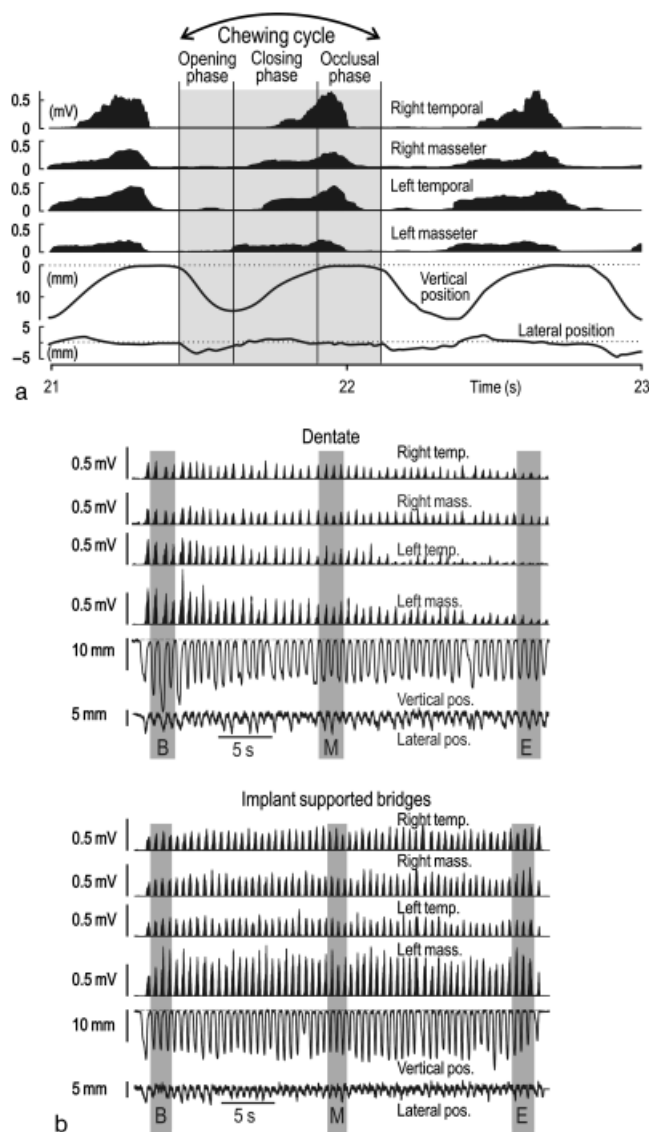 Chewing cycle
Opening phase
Closing phase
Occlusal phase
0.5
(mV)
0
Right temporal
0.5
0
Right masseter
0.5
0
Left temporal
0.5
0
Left masseter
0
(mm)
10
Vertical position
5
0
(mm)
–5
Lateral position
21
22
Time (s)
23
a
Dentate
0.5 mV
Right temp.
0.5 mV
Right mass.
0.5 mV
Left temp.
0.5 mV
Left mass.
10 mm
Vertical pos.
5 mm
Lateral pos.
B
5 s
M
E
Implant supported bridges
0.5 mV
Right temp.
0.5 mV
Right mass.
0.5 mV
Left temp.
0.5 mV
Left mass.
10 mm
Vertical pos.
5 mm
Lateral pos.
b
B
5 s
M
E